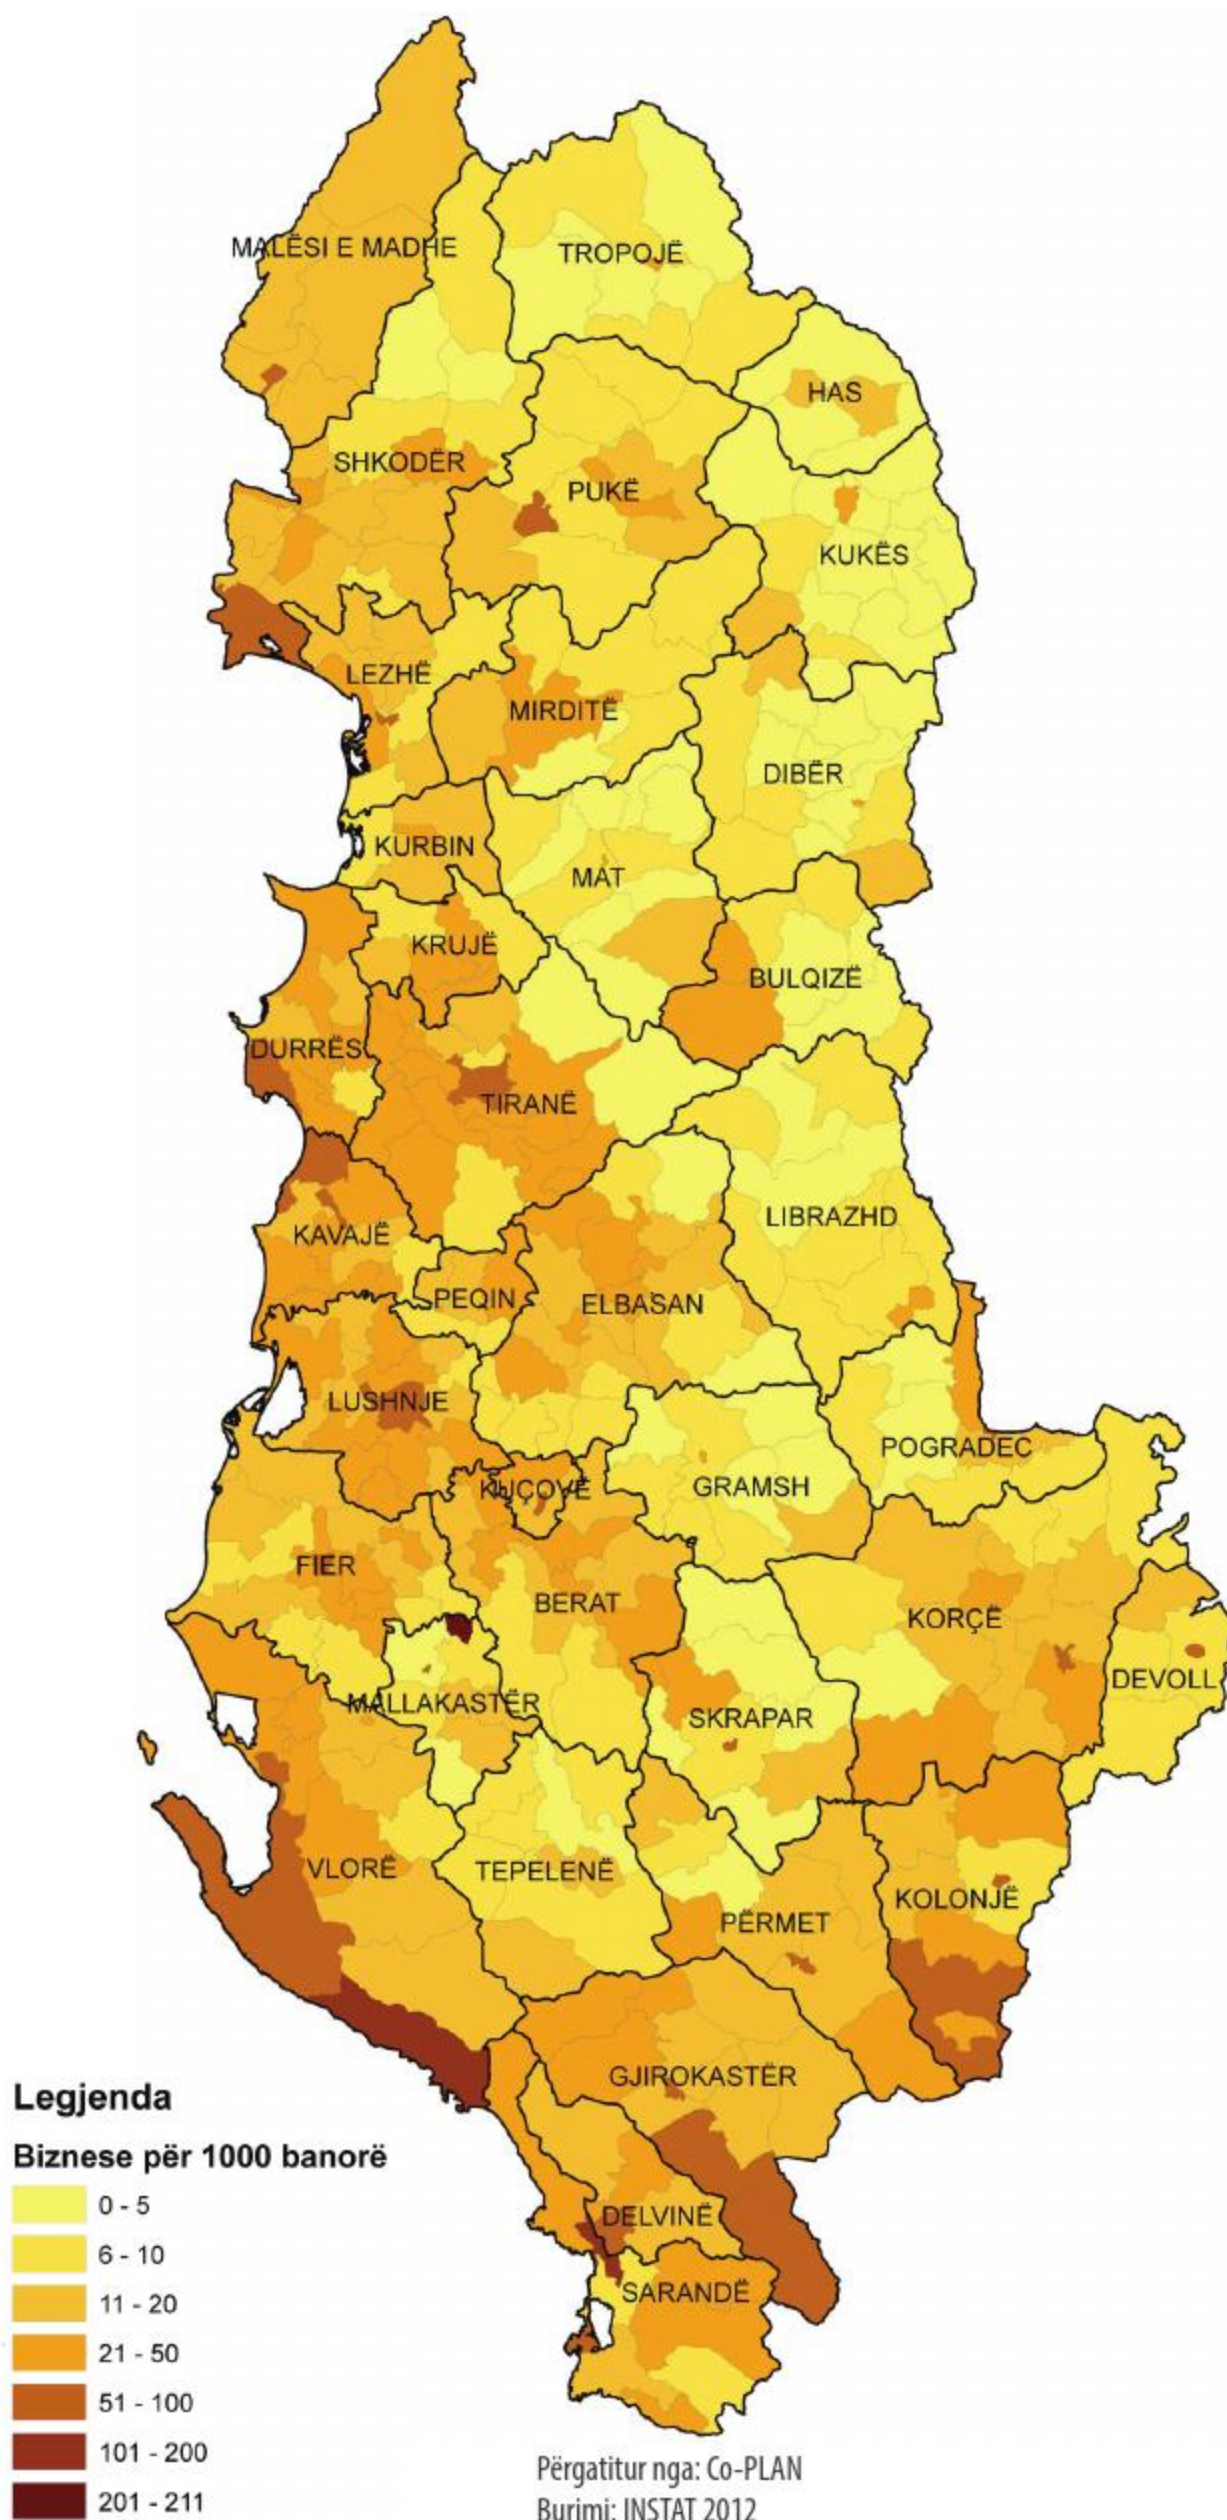 MALËSI E MADHE
TROPOJË
HAS
SHKODËR
PUKË
KUKËS
LEZHË
MIRDITË
DIBËR
KURBIN
MAT
KRUJË
BULQIZË
DURRËS
TIRANË
LIBRAZHD
KAVAJË
PEQIN
ELBASAN
LUSHNJE
POGRADEC
KUÇOVË
GRAMSH
FIER
BERAT
KORÇË
DEVOLL
MALLAKASTËR
SKRAPAR
VLORË
TEPELENË
KOLONJË
PËRMET
GJIROKASTËR
DELVINË
SARANDË
Legjenda
Biznese për 1000 banorë
0 - 5
6 - 10
11 - 20
21 - 50
51 - 100
101 - 200
201 - 211
Përgatitur nga: Co-PLAN
Burimi: INSTAT 2012